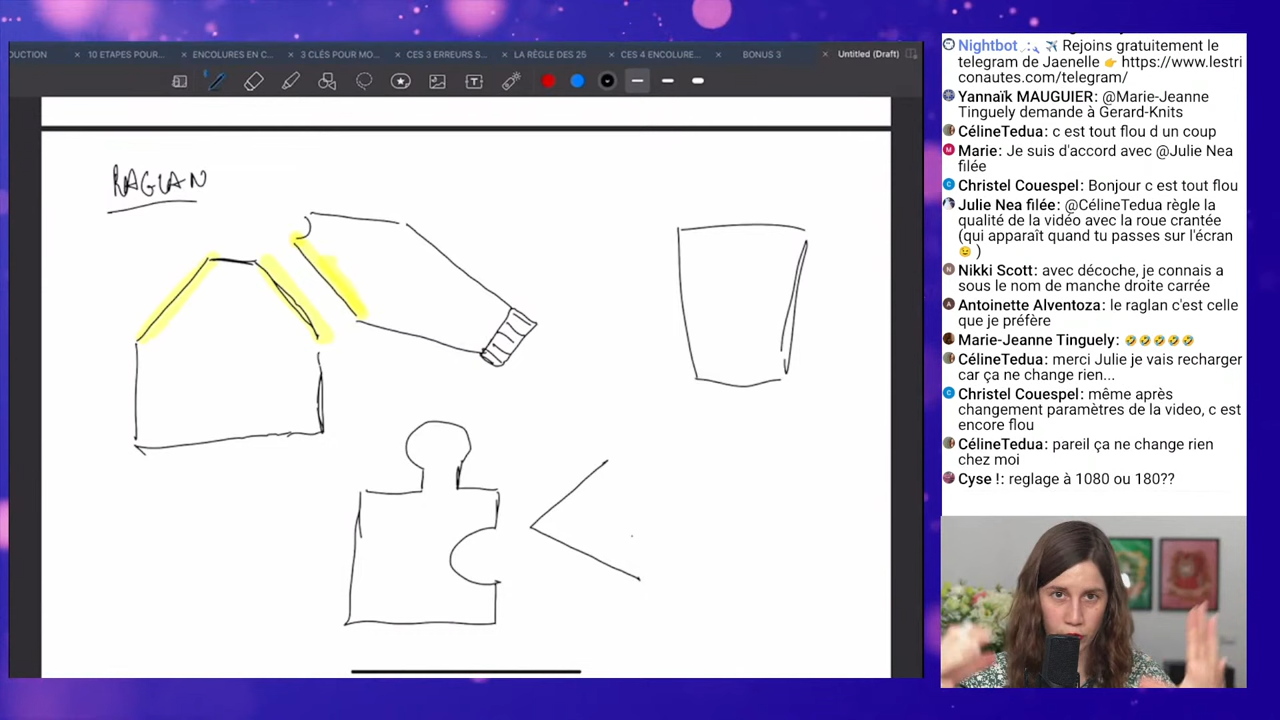 DUCTION
10 ETAPES POUR...
ENCOLURES EN C...
3 CLÉS POUR MO...
CES 3 ERREURS S...
LA RÈGLE DES 25
CES 4 ENCOLURE...
BONUS 3
Untitled (Draft)
RAGLAN
Nightbot : Rejoins gratuitement le
telegram de Jaenelle 👉 https://www.lestri
conautes.com/telegram/
Yannaïk MAUGUIER: @Marie-Jeanne
Tinguely demande à Gerard-Knits
CélineTedua: c est tout flou d un coup
Marie: Je suis d'accord avec @Julie Nea
filée
Christel Couespel: Bonjour c est tout flou
Julie Nea filée: @CélineTedua règle la
qualité de la vidéo avec la roue crantée
(qui apparaît quand tu passes sur l'écran
😉 )
Nikki Scott: avec décoche, je connais a
sous le nom de manche droite carrée
Antoinette Alventoza: le raglan c'est celle
que je préfère
Marie-Jeanne Tinguely: 🤣🤣🤣🤣🤣
CélineTedua: merci Julie je vais recharger
car ça ne change rien...
Christel Couespel: même après
changement paramètres de la video, c est
encore flou
CélineTedua: pareil ça ne change rien
chez moi
Cyse !: reglage à 1080 ou 180??